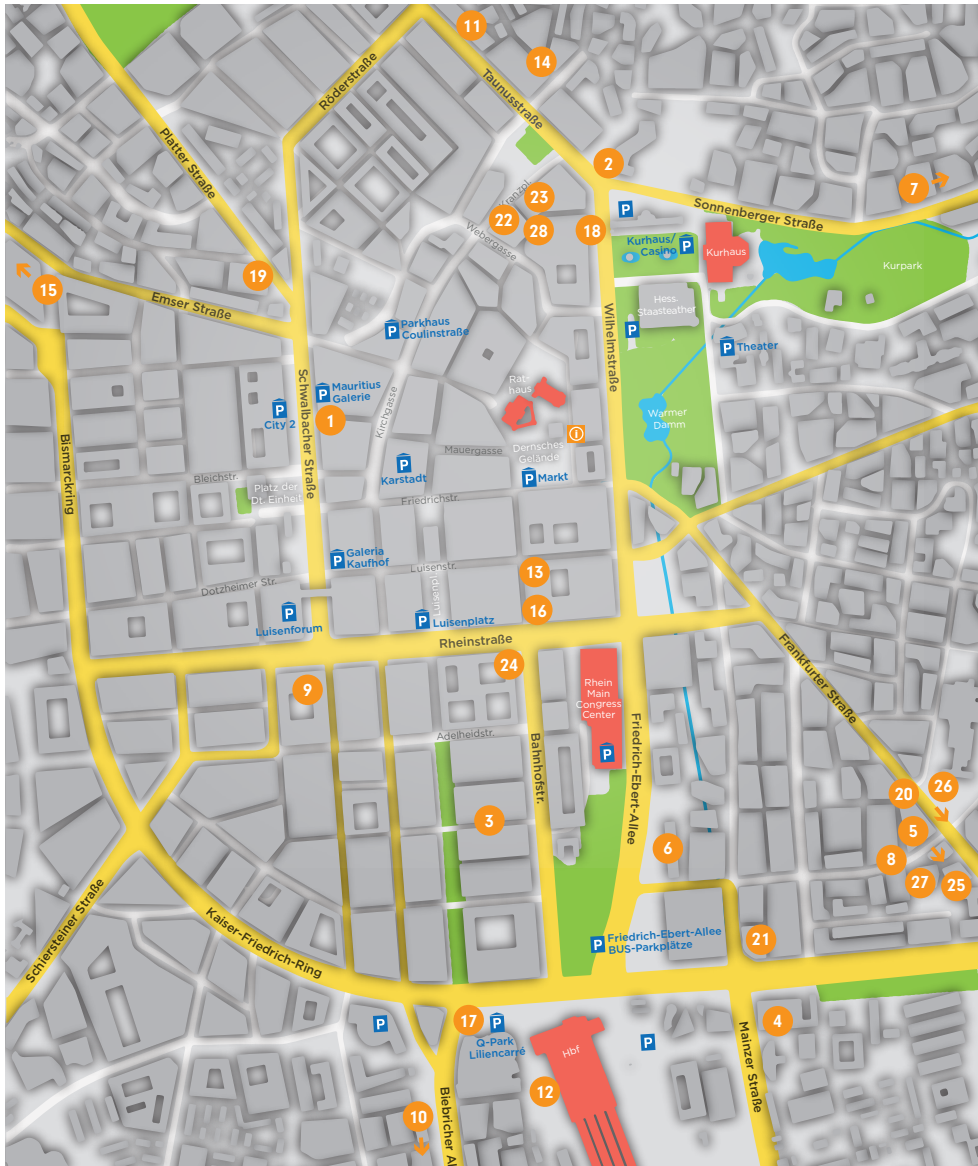 11
14
Taunusstraße
Röderstraße
Platter Straße
2
7
Kranzpl.
23
22
28
18
Sonnenberger Straße
P
Webergasse
Kurhaus/
Casino
P
Kurhaus
Kurpark
15
19
Emser Straße
Hess.
Staasteather
Wilhelmstraße
P
Parkhaus
Coulinstraße
P
P
Theater
Schwalbacher Straße
P
Mauritius
Galerie
Rat-
haus
P
City 2
1
Kirchgasse
Warmer
Damm
Bismarckring
Mauergasse
Dernsches
Gelände
i
P
Karstadt
P
Markt
Bleichstr.
Platz der
Dt. Einheit
Friedrichstr.
P
Galeria
Kaufhof
Luisenstr.
13
Dotzheimer Str.
P
Luisenforum
P
Luisenplatz
16
Rheinstraße
24
9
Rhein
Main
Congress
Center
P
Frankfurter Straße
Adelheidstr.
Bahnhofstr.
Friedrich-Ebert-Allee
3
6
20
26
5
8
27
25
Schiersteiner Straße
Kaiser-Friedrich-Ring
P
Friedrich-Ebert-Allee
BUS-Parkplätze
21
17
P
Q-Park
Liliencarré
P
Hbf
P
4
Mainzer Straße
12
10
Biebricher Al